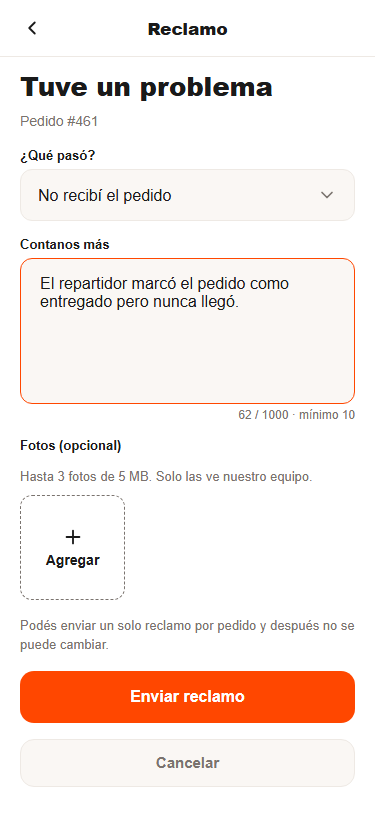 Reclamo
Tuve un problema
Pedido #461
¿Qué pasó?
No recibí el pedido
Contanos más
El repartidor marcó el pedido como
entregado pero nunca llegó.
62 / 1000 · mínimo 10
Fotos (opcional)
Hasta 3 fotos de 5 MB. Solo las ve nuestro equipo.
+
Agregar
Podés enviar un solo reclamo por pedido y después no se
puede cambiar.
Enviar reclamo
Cancelar